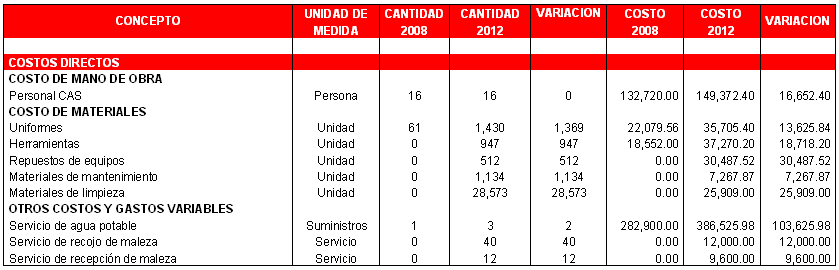 CONCEPTO UNIDAD DE MEDIDA CANTIDAD 2008 CANTIDAD 2012 VARIACION COSTO 2008 COSTO 2012 VARIACION
COSTOS DIRECTOS
COSTO DE MANO DE OBRA
Personal CAS Persona 16 16 0 132,720.00 149,372.40 16,652.40
COSTO DE MATERIALES
Uniformes Unidad 61 1,430 1,369 22,079.56 35,705.40 13,625.84
Herramientas Unidad 0 947 947 18,552.00 37,270.20 18,718.20
Repuestos de equipos Unidad 0 512 512 0.00 30,487.52 30,487.52
Materiales de mantenimiento Unidad 0 1,134 1,134 0.00 7,267.87 7,267.87
Materiales de limpieza Unidad 0 28,573 28,573 0.00 25,909.00 25,909.00
OTROS COSTOS Y GASTOS VARIABLES
Servicio de agua potable Suministros 1 3 2 282,900.00 386,525.98 103,625.98
Servicio de recojo de maleza Servicio 0 40 40 0.00 12,000.00 12,000.00
Servicio de recepción de maleza Servicio 0 12 12 0.00 9,600.00 9,600.00